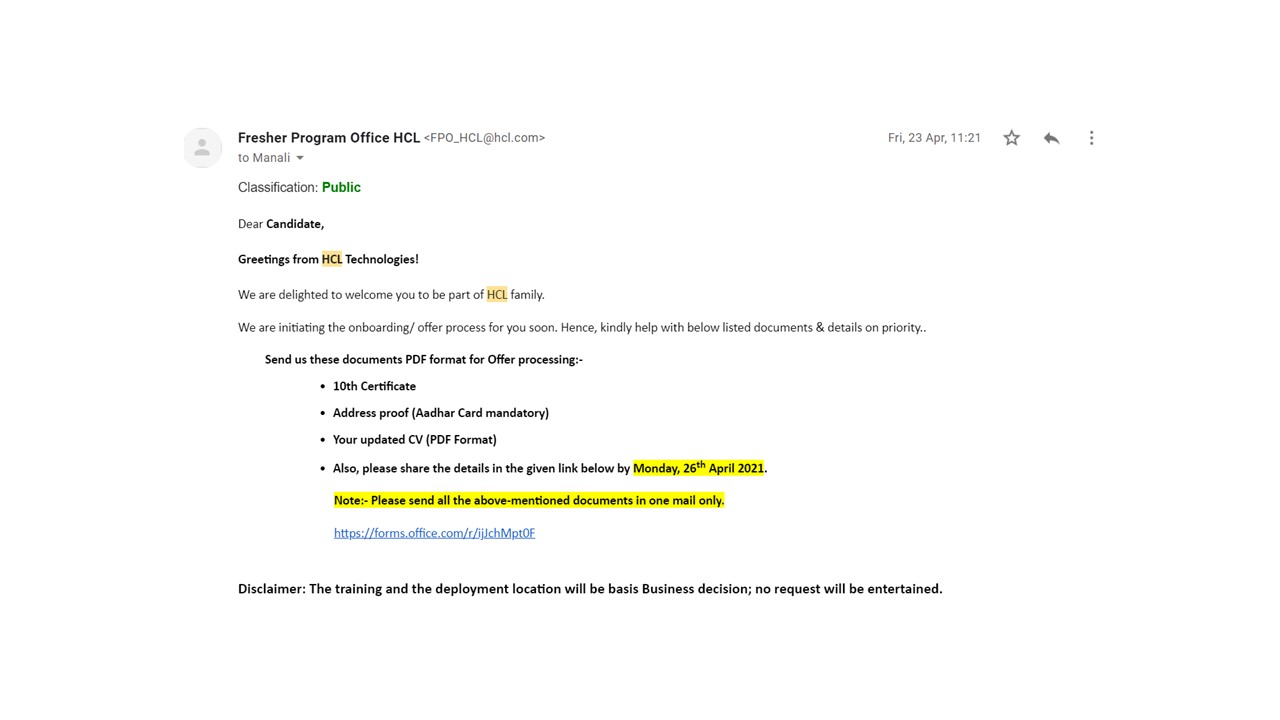 Fresher Program Office HCL <FPO_HCL@hcl.com> Fri, 23 Apr, 11:21
to Manali
Classification: Public
Dear Candidate,
Greetings from HCL Technologies!
We are delighted to welcome you to be part of HCL family.
We are initiating the onboarding/ offer process for you soon. Hence, kindly help with below listed documents & details on priority..
Send us these documents PDF format for Offer processing:-
• 10th Certificate
• Address proof (Aadhar Card mandatory)
• Your updated CV (PDF Format)
• Also, please share the details in the given link below by Monday, 26th April 2021.
Note:- Please send all the above-mentioned documents in one mail only.
https://forms.office.com/r/ijJchMpt0F
Disclaimer: The training and the deployment location will be basis Business decision; no request will be entertained.